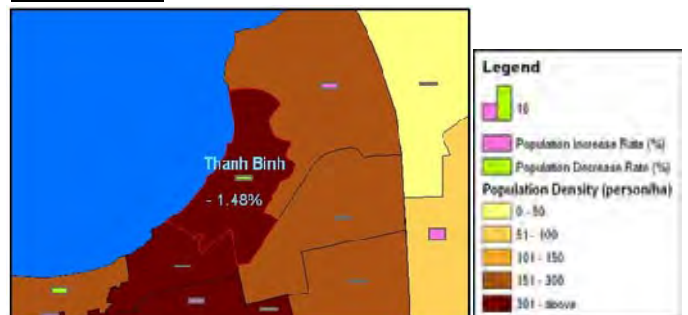 Thanh Binh
- 1.48%
Legend
10
Population Increase Rate (%)
Population Decrease Rate (%)
Population Density (person/ha)
0 - 50
51 - 100
101 - 150
151 - 300
301 - above